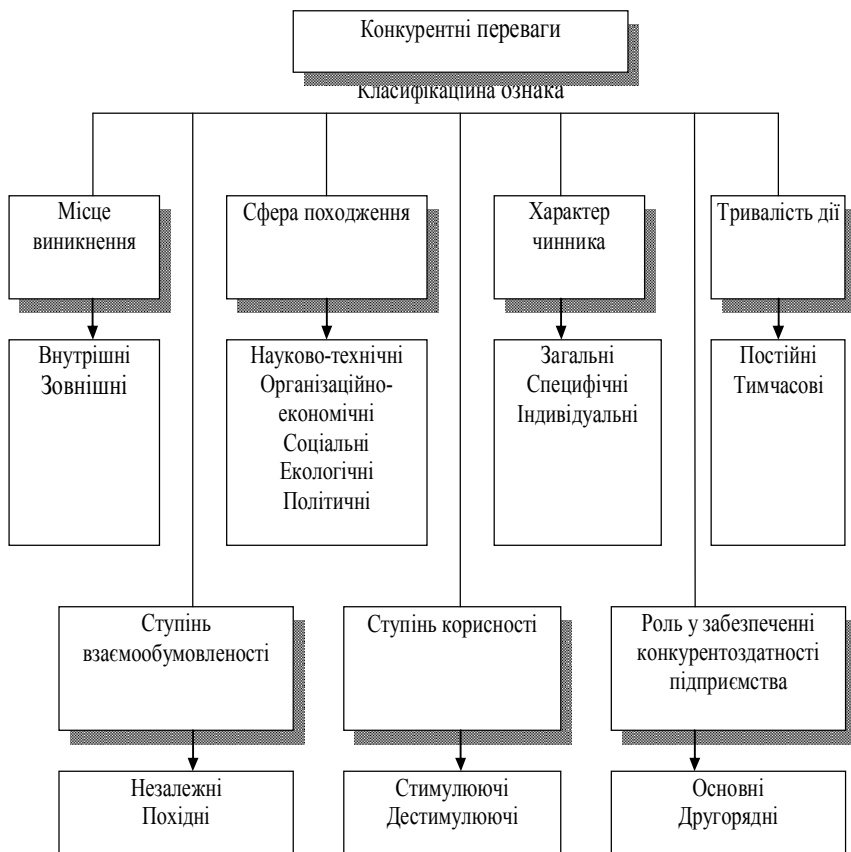 Конкурентні переваги
Класифікаційна ознака
Місце
виникнення
Сфера походження
Характер
чинника
Тривалість дії
Внутрішні
Зовнішні
Науково-технічні
Організаційно-
економічні
Соціальні
Екологічні
Політичні
Загальні
Специфічні
Індивідуальні
Постійні
Тимчасові
Ступінь
взаємообумовленості
Ступінь корисності
Роль у забезпеченні
конкурентоздатності
підприємства
Незалежні
Похідні
Стимулюючі
Дестимулюючі
Основні
Другорядні